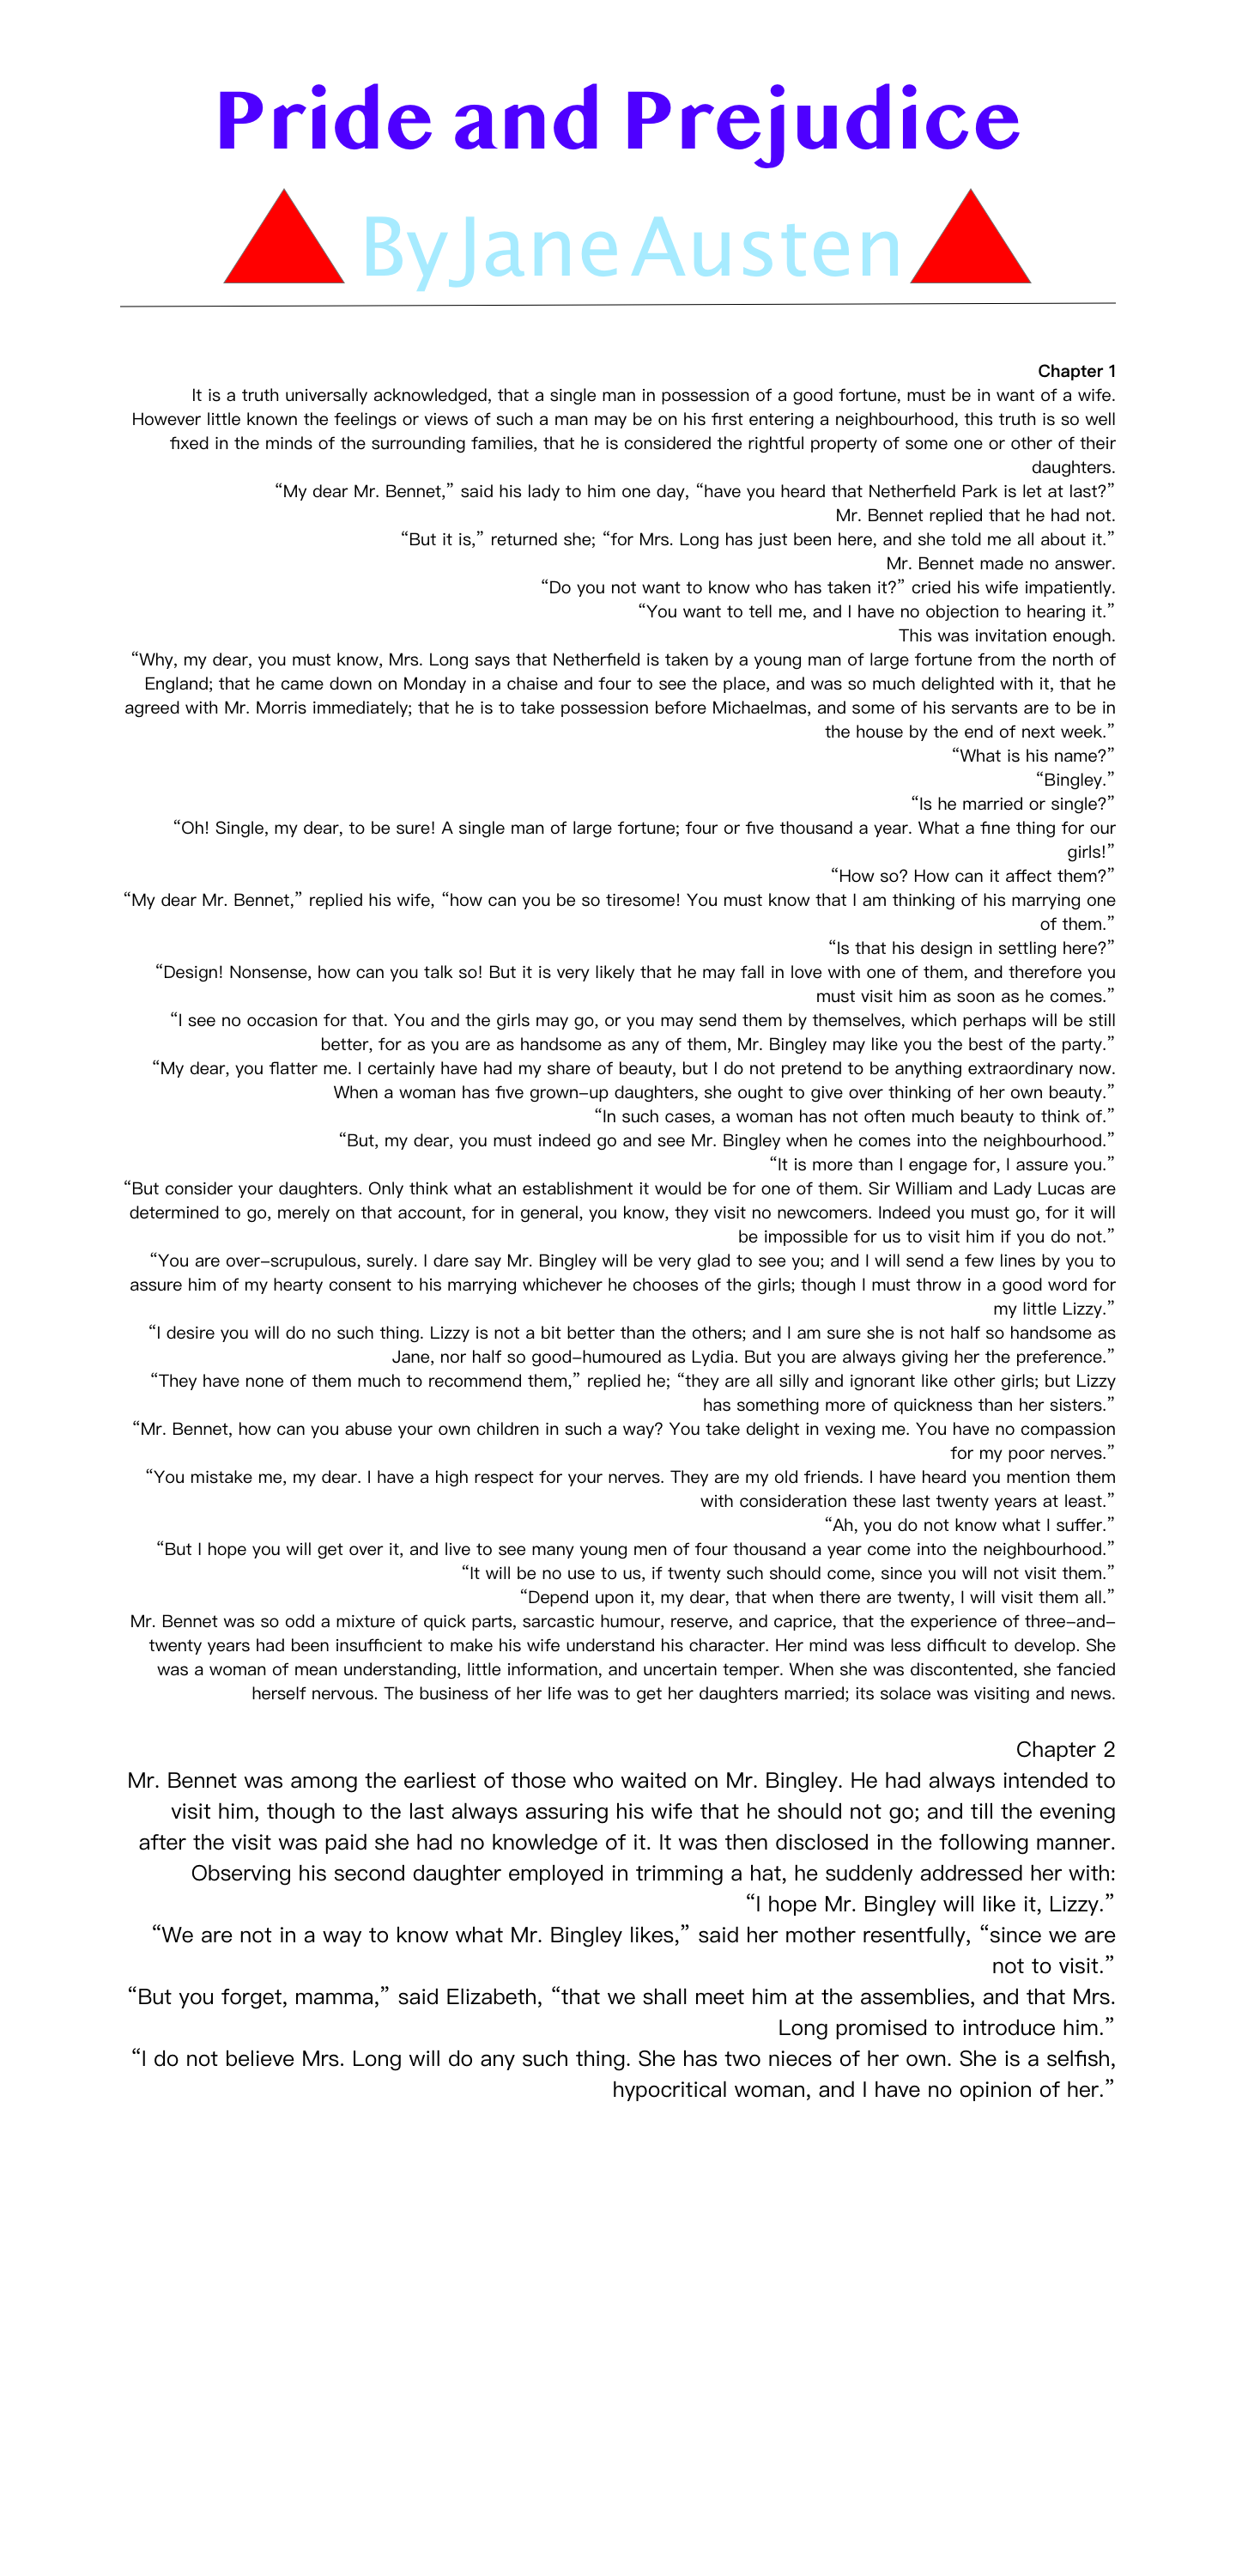 Pride and Prejudice
By Jane Austen
Chapter 1
It is a truth universally acknowledged, that a single man in possession of a good fortune, must be in want of a wife.
However little known the feelings or views of such a man may be on his first entering a neighbourhood, this truth is so well
fixed in the minds of the surrounding families, that he is considered the rightful property of some one or other of their
daughters.
“My dear Mr. Bennet,” said his lady to him one day, “have you heard that Netherfield Park is let at last?”
Mr. Bennet replied that he had not.
“But it is,” returned she; “for Mrs. Long has just been here, and she told me all about it.”
Mr. Bennet made no answer.
“Do you not want to know who has taken it?” cried his wife impatiently.
“You want to tell me, and I have no objection to hearing it.”
This was invitation enough.
“Why, my dear, you must know, Mrs. Long says that Netherfield is taken by a young man of large fortune from the north of
England; that he came down on Monday in a chaise and four to see the place, and was so much delighted with it, that he
agreed with Mr. Morris immediately; that he is to take possession before Michaelmas, and some of his servants are to be in
the house by the end of next week.”
“What is his name?”
“Bingley.”
“Is he married or single?”
“Oh! Single, my dear, to be sure! A single man of large fortune; four or five thousand a year. What a fine thing for our
girls!”
“How so? How can it affect them?”
“My dear Mr. Bennet,” replied his wife, “how can you be so tiresome! You must know that I am thinking of his marrying one
of them.”
“Is that his design in settling here?”
“Design! Nonsense, how can you talk so! But it is very likely that he may fall in love with one of them, and therefore you
must visit him as soon as he comes.”
“I see no occasion for that. You and the girls may go, or you may send them by themselves, which perhaps will be still
better, for as you are as handsome as any of them, Mr. Bingley may like you the best of the party.”
“My dear, you flatter me. I certainly have had my share of beauty, but I do not pretend to be anything extraordinary now.
When a woman has five grown-up daughters, she ought to give over thinking of her own beauty.”
“In such cases, a woman has not often much beauty to think of.”
“But, my dear, you must indeed go and see Mr. Bingley when he comes into the neighbourhood.”
“It is more than I engage for, I assure you.”
“But consider your daughters. Only think what an establishment it would be for one of them. Sir William and Lady Lucas are
determined to go, merely on that account, for in general, you know, they visit no newcomers. Indeed you must go, for it will
be impossible for us to visit him if you do not.”
“You are over-scrupulous, surely. I dare say Mr. Bingley will be very glad to see you; and I will send a few lines by you to
assure him of my hearty consent to his marrying whichever he chooses of the girls; though I must throw in a good word for
my little Lizzy.”
“I desire you will do no such thing. Lizzy is not a bit better than the others; and I am sure she is not half so handsome as
Jane, nor half so good-humoured as Lydia. But you are always giving her the preference.”
“They have none of them much to recommend them,” replied he; “they are all silly and ignorant like other girls; but Lizzy
has something more of quickness than her sisters.”
“Mr. Bennet, how can you abuse your own children in such a way? You take delight in vexing me. You have no compassion
for my poor nerves.”
“You mistake me, my dear. I have a high respect for your nerves. They are my old friends. I have heard you mention them
with consideration these last twenty years at least.”
“Ah, you do not know what I suffer.”
“But I hope you will get over it, and live to see many young men of four thousand a year come into the neighbourhood.”
“It will be no use to us, if twenty such should come, since you will not visit them.”
“Depend upon it, my dear, that when there are twenty, I will visit them all.”
Mr. Bennet was so odd a mixture of quick parts, sarcastic humour, reserve, and caprice, that the experience of three-and-
twenty years had been insufficient to make his wife understand his character. Her mind was less difficult to develop. She
was a woman of mean understanding, little information, and uncertain temper. When she was discontented, she fancied
herself nervous. The business of her life was to get her daughters married; its solace was visiting and news.
Chapter 2
Mr. Bennet was among the earliest of those who waited on Mr. Bingley. He had always intended to
visit him, though to the last always assuring his wife that he should not go; and till the evening
after the visit was paid she had no knowledge of it. It was then disclosed in the following manner.
Observing his second daughter employed in trimming a hat, he suddenly addressed her with:
“I hope Mr. Bingley will like it, Lizzy.”
“We are not in a way to know what Mr. Bingley likes,” said her mother resentfully, “since we are
not to visit.”
“But you forget, mamma,” said Elizabeth, “that we shall meet him at the assemblies, and that Mrs.
Long promised to introduce him.”
“I do not believe Mrs. Long will do any such thing. She has two nieces of her own. She is a selfish,
hypocritical woman, and I have no opinion of her.”